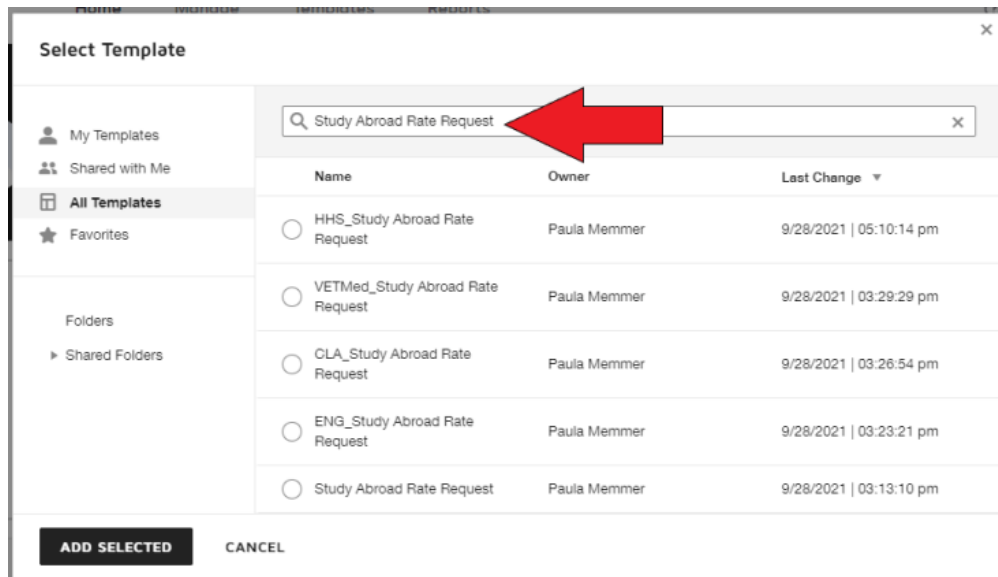 Home Manage Templates Reports
Select Template
My Templates
Shared with Me
All Templates
Favorites
Folders
Shared Folders
Study Abroad Rate Request
Name Owner Last Change
HHS_Study Abroad Rate
Request
Paula Memmer 9/28/2021 | 05:10:14 pm
VETMed_Study Abroad Rate
Request
Paula Memmer 9/28/2021 | 03:29:29 pm
CLA_Study Abroad Rate
Request
Paula Memmer 9/28/2021 | 03:26:54 pm
ENG_Study Abroad Rate
Request
Paula Memmer 9/28/2021 | 03:23:21 pm
Study Abroad Rate Request Paula Memmer 9/28/2021 | 03:13:10 pm
ADD SELECTED CANCEL